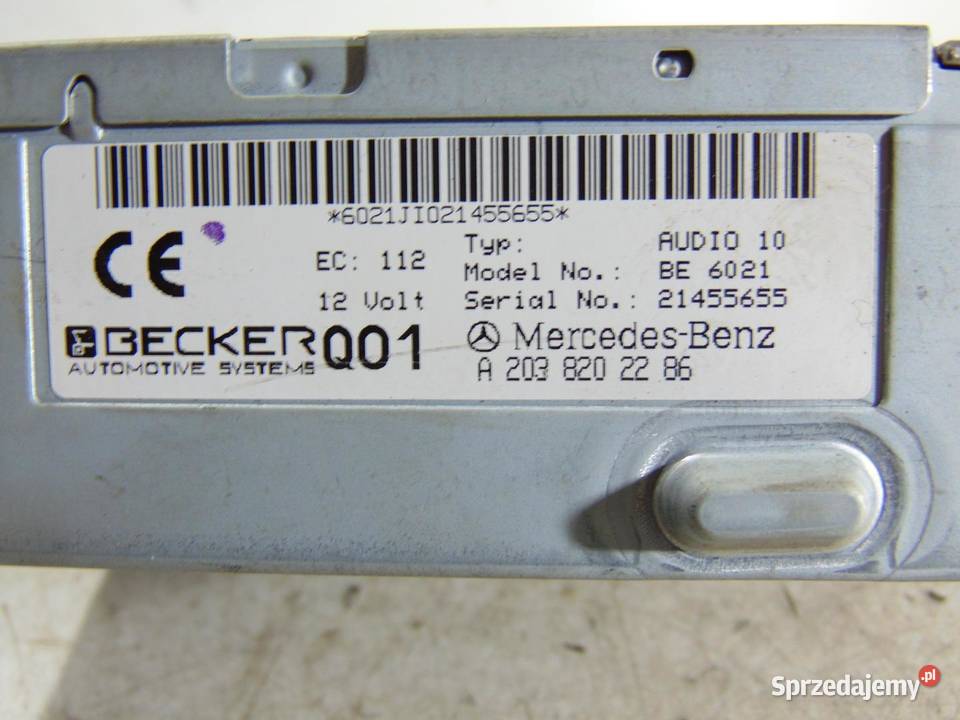 *6021JI021455655*
CE
EC: 112
12 Volt
Typ: AUDIO 10
Model No.: BE 6021
Serial No.: 21455655
BECKER
AUTOMOTIVE SYSTEMS
Q01
Mercedes-Benz
A 203 820 22 86
Sprzedajemy.pl